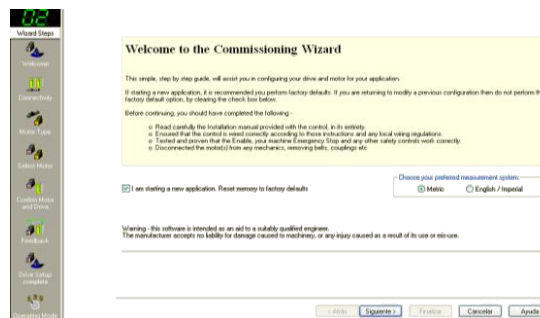 02
Wizard Steps
Welcome
Connectivity
Motor Type
Select Motor
Confirm Motor
and Drive
Feedback
Drive Setup
complete
Operating Mode
Welcome to the Commissioning Wizard
This simple, step by step guide, will assist you in configuring your drive and motor for your application.
If starting a new application, it is recommended you perform factory defaults. If you are returning to modify a previous configuration then do not perform th
factory default option, by clearing the check box below.
Before continuing, you should have completed the following:-
o Read carefully the Installation manual provided with the control, in its entirety.
o Ensured that the control is wired correctly according to these instructions and any local wiring regulations.
o Tested and proven that the Enable, your machine Emergency Stop and any other safety controls work correctly.
o Disconnected the motor(s) from any mechanics, removing belts, couplings etc
I am starting a new application. Reset memory to factory defaults
Choose your preferred measurement system:
Metric
English / Imperial
Warning - this software is intended as an aid to a suitably qualified engineer.
The manufacturer accepts no liability for damage caused to machinery, or any injury caused as a result of its use or mis-use.
< Atrás
Siguiente >
Finalizar
Cancelar
Ayuda